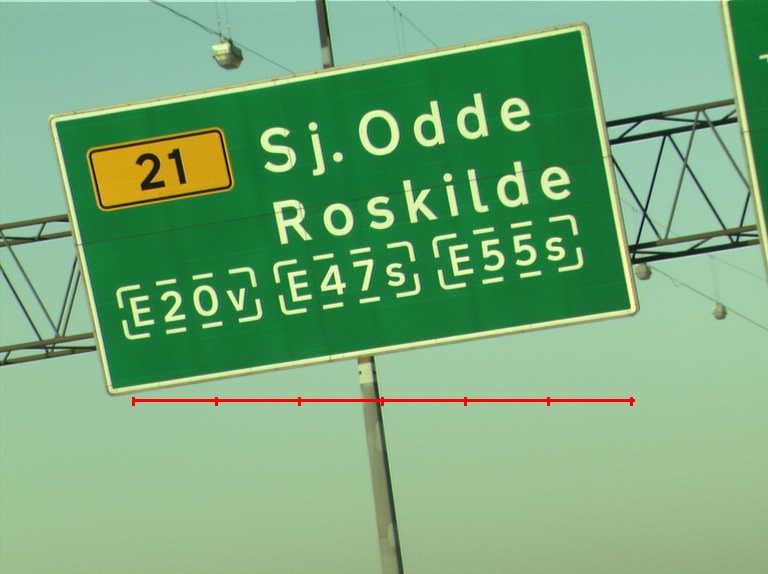 21
Sj. Odde
Roskilde
E20v E47s E55s